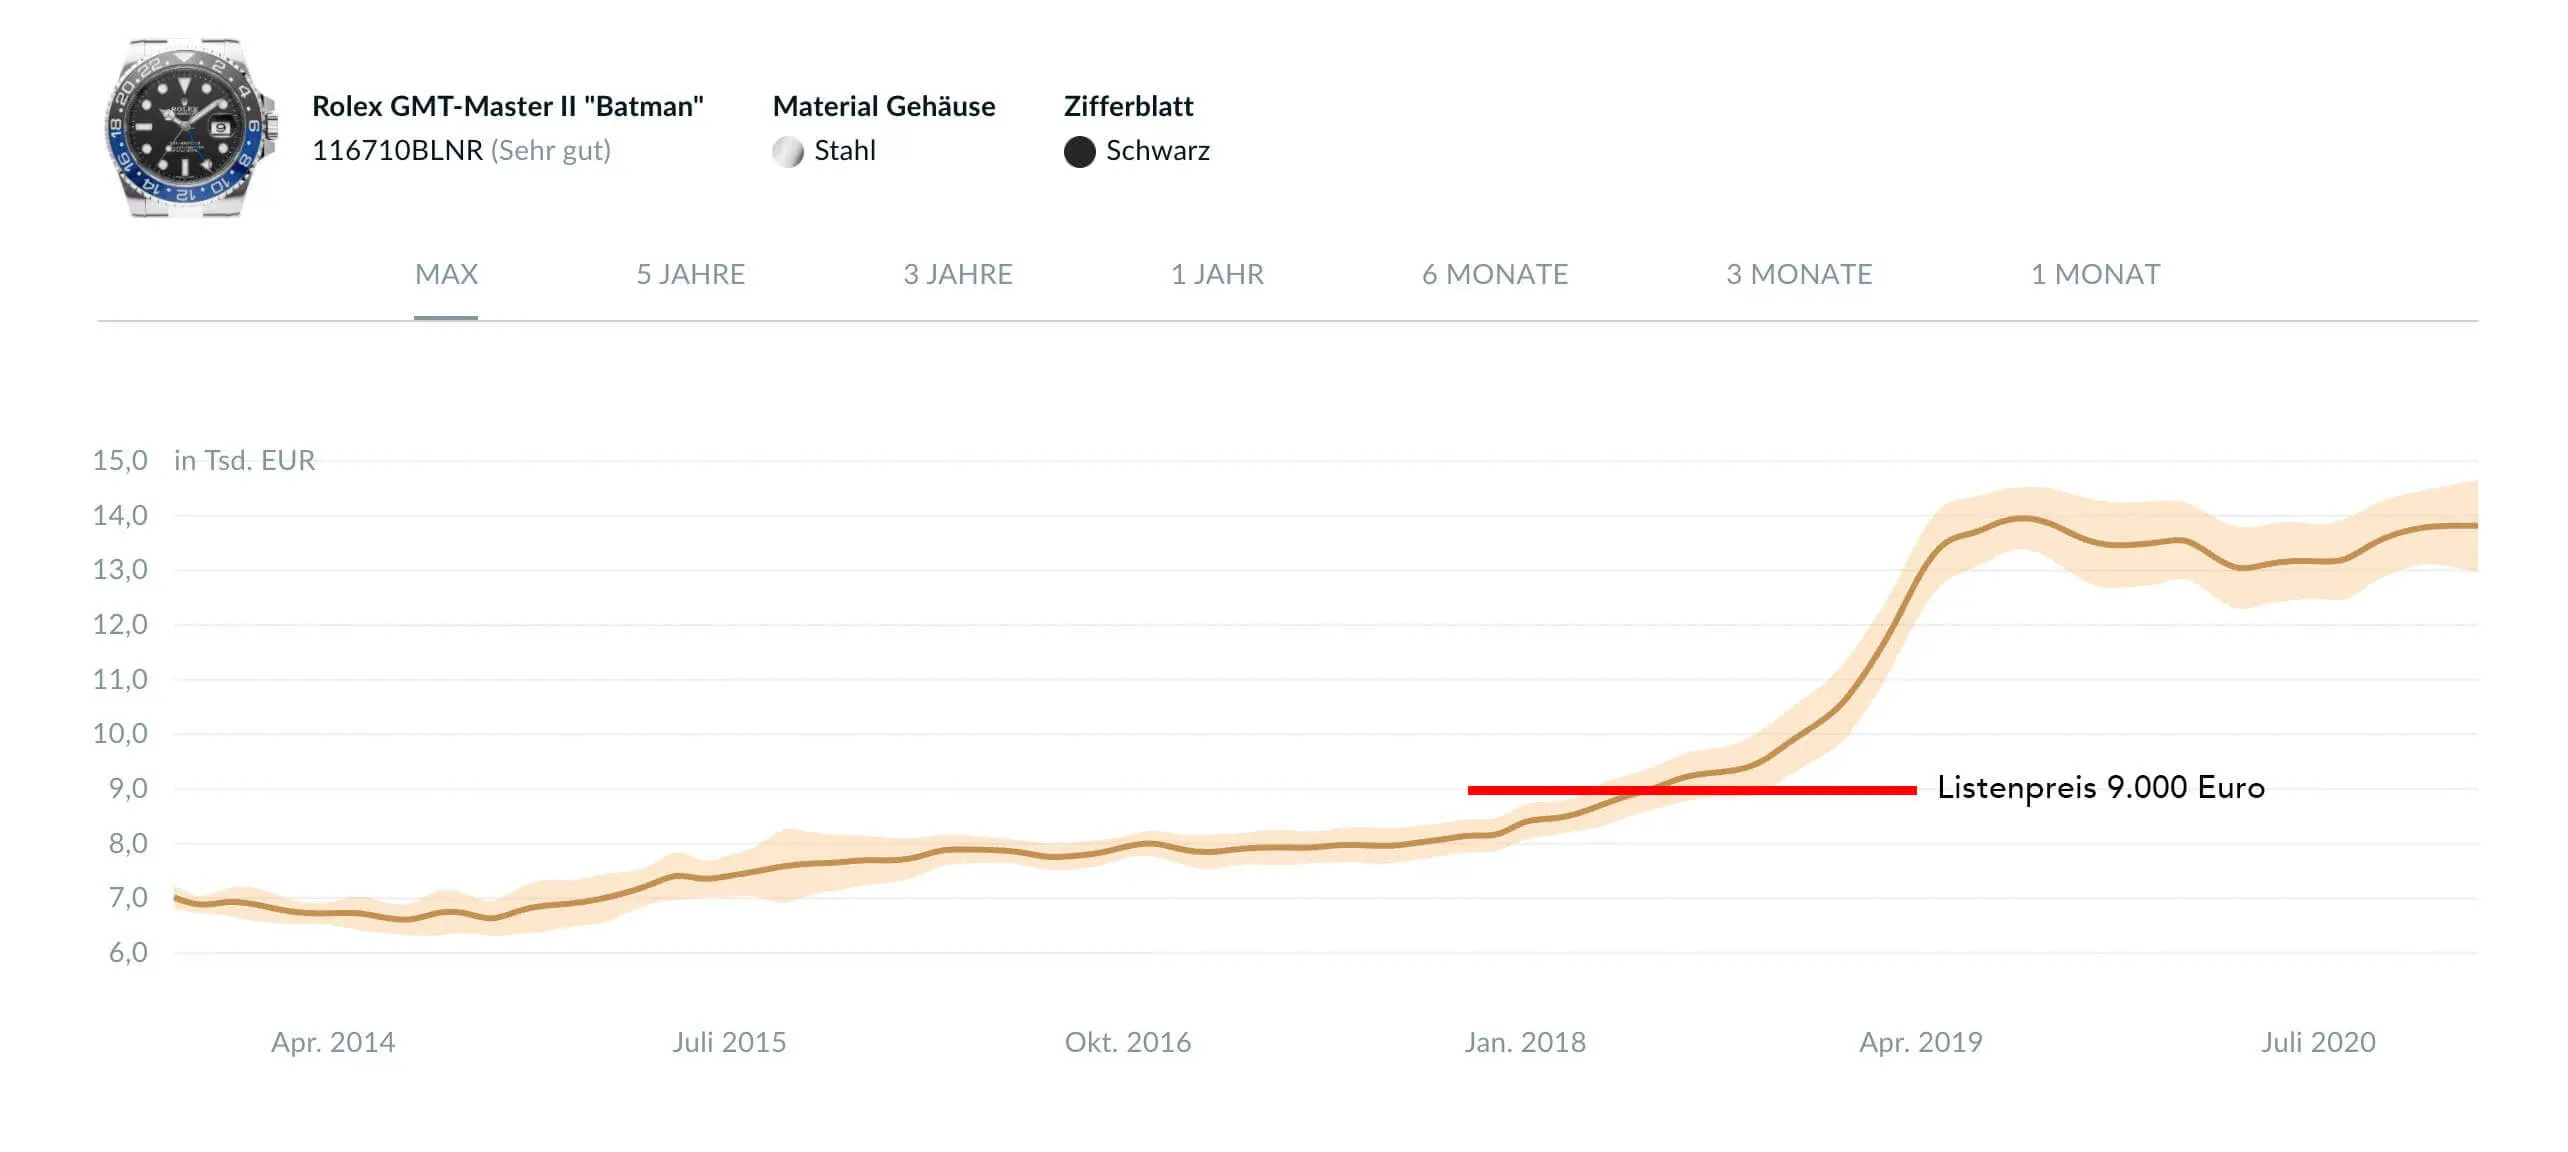 Rolex GMT-Master II "Batman"
116710BLNR (Sehr gut)
Material Gehäuse
Stahl
Zifferblatt
Schwarz
MAX
5 JAHRE
3 JAHRE
1 JAHR
6 MONATE
3 MONATE
1 MONAT
15,0 in Tsd. EUR
14,0
13,0
12,0
11,0
10,0
9,0
Listenpreis 9.000 Euro
8,0
7,0
6,0
Apr. 2014
Juli 2015
Okt. 2016
Jan. 2018
Apr. 2019
Juli 2020